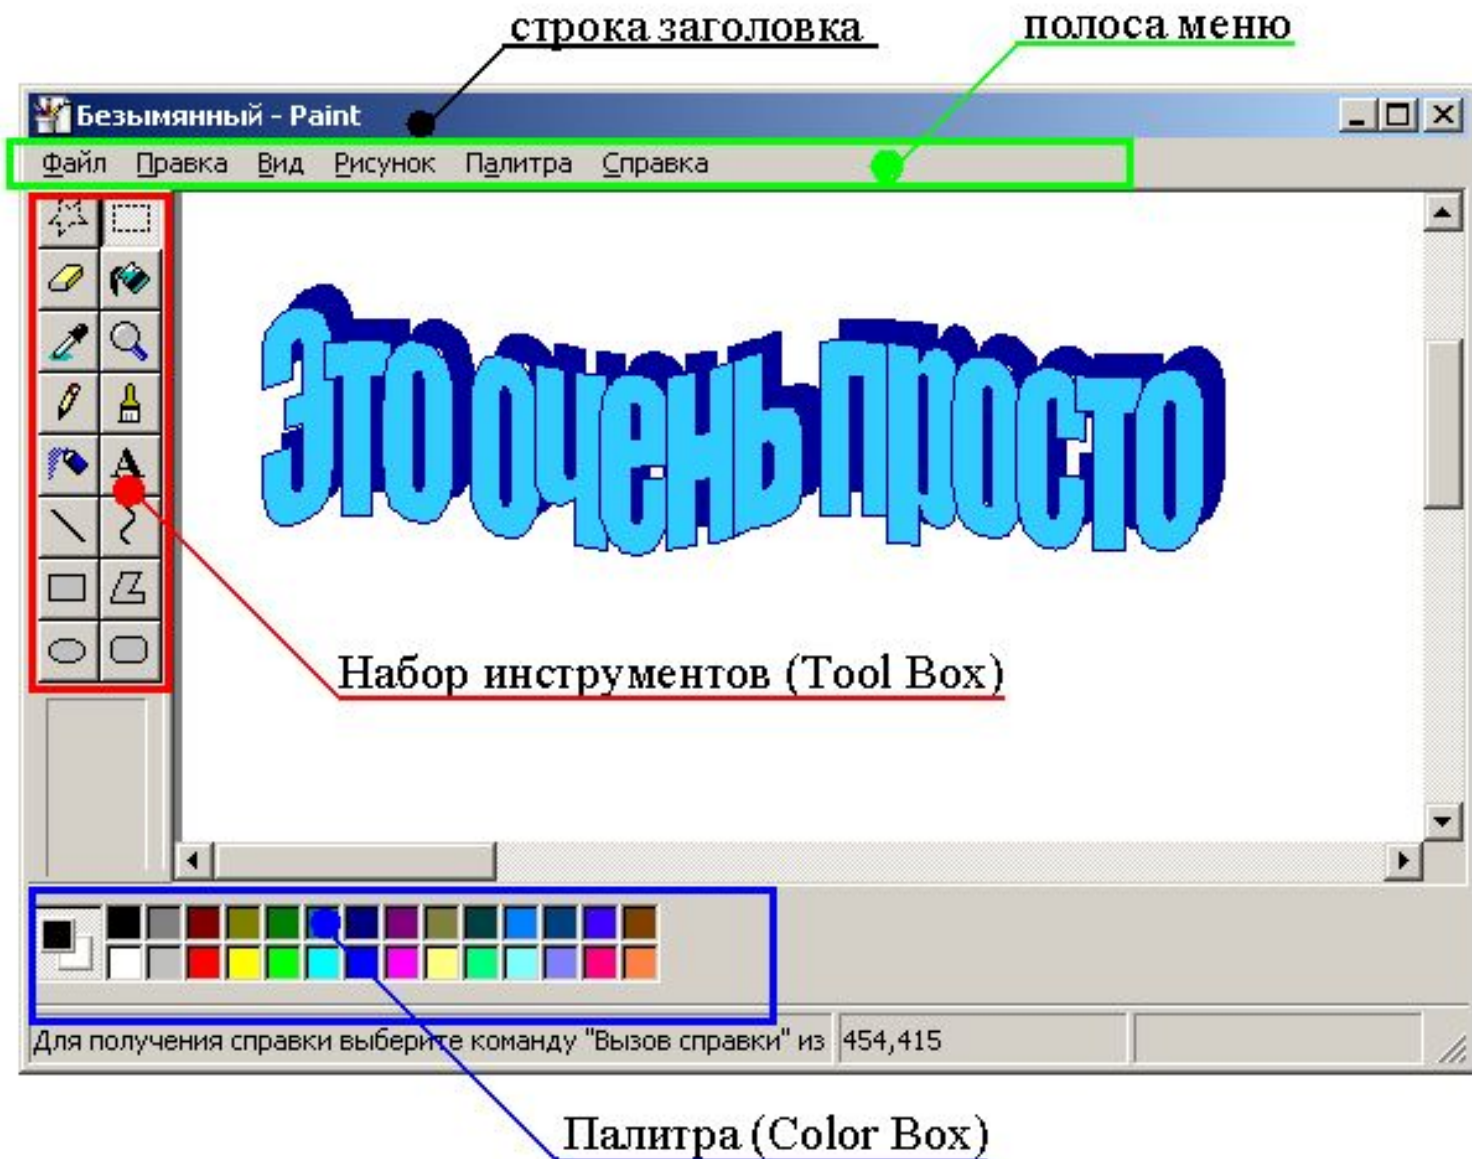 строка заголовка
полоса меню
Безымянный - Paint
Файл Правка Вид Рисунок Палитра Справка
Это очень просто
A
Набор инструментов (Tool Box)
Для получения справки выберите команду "Вызов справки" из 454,415
Палитра (Color Box)